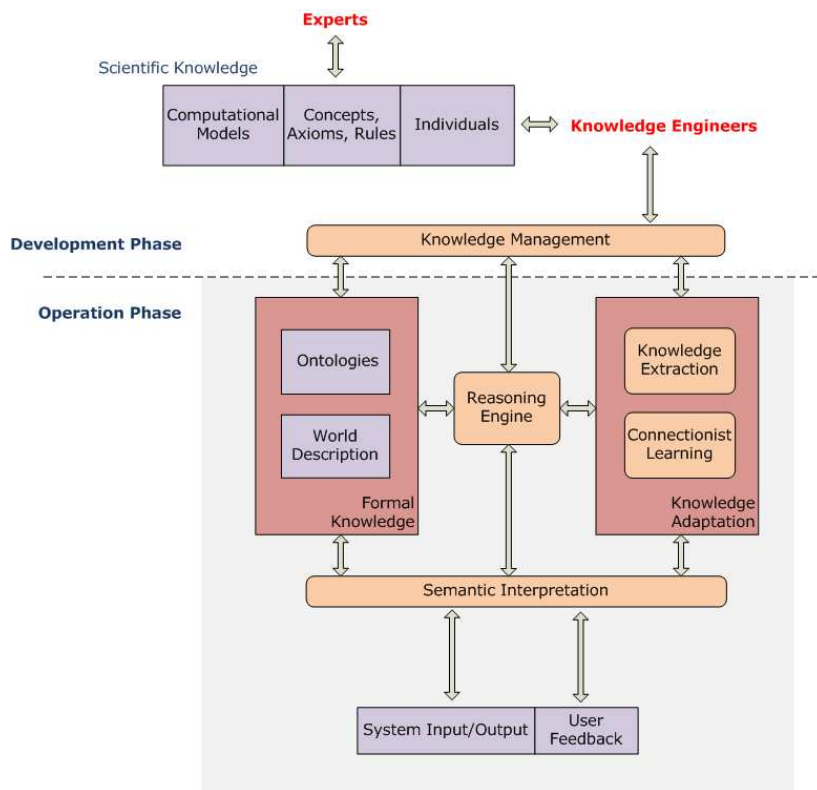 Experts
Scientific Knowledge
Computational
Models
Concepts,
Axioms, Rules
Individuals
Knowledge Engineers
Knowledge Management
Development Phase
Operation Phase
Ontologies
World
Description
Formal
Knowledge
Reasoning
Engine
Knowledge
Extraction
Connectionist
Learning
Knowledge
Adaptation
Semantic Interpretation
System Input/Output
User
Feedback